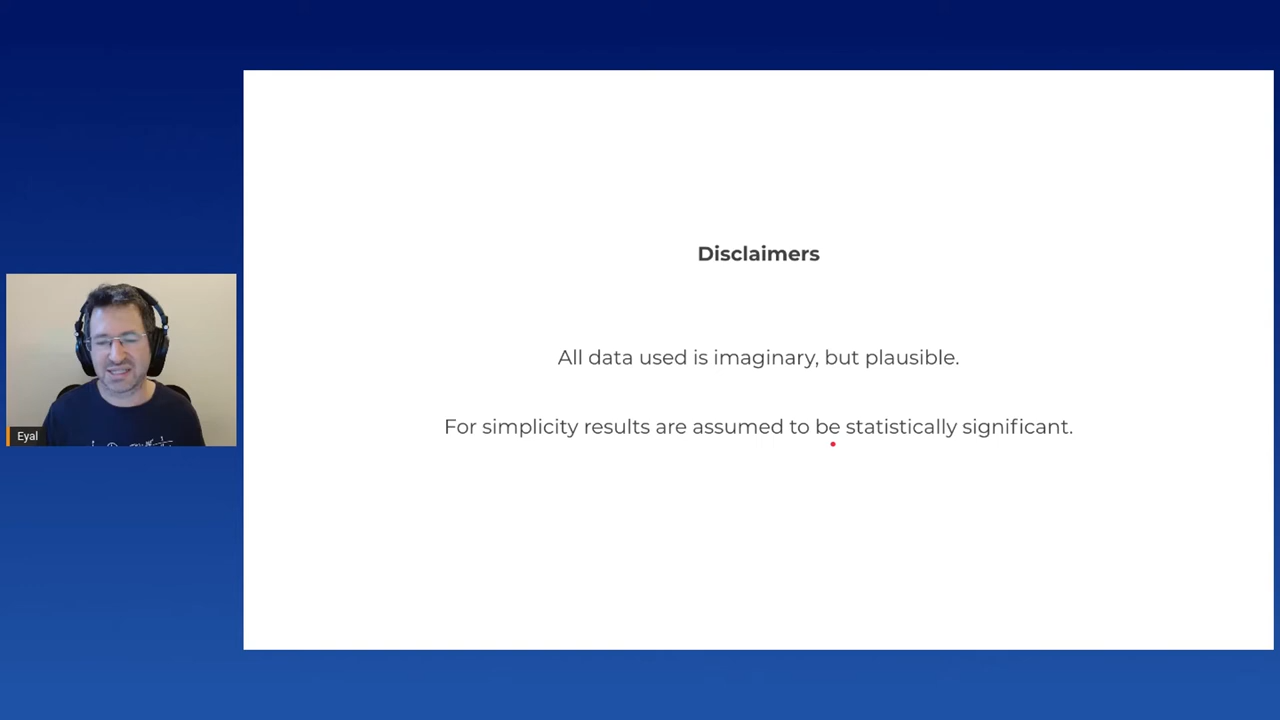 Disclaimers
All data used is imaginary, but plausible.
For simplicity results are assumed to be statistically significant.
Eyal